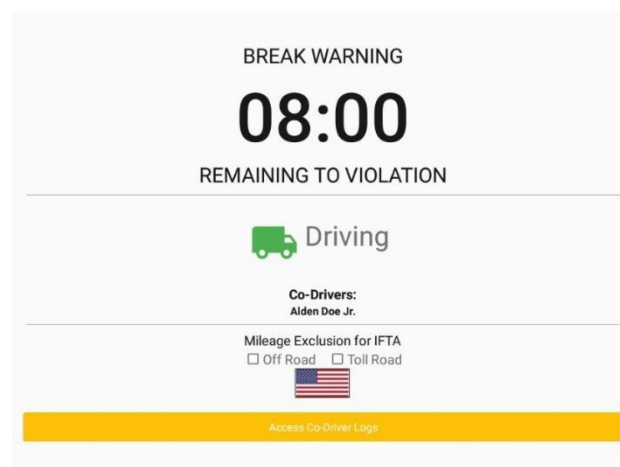 BREAK WARNING
08:00
REMAINING TO VIOLATION
Driving
Co-Drivers:
Alden Doe Jr.
Mileage Exclusion for IFTA
Off Road Toll Road
Access Co-Driver Logs